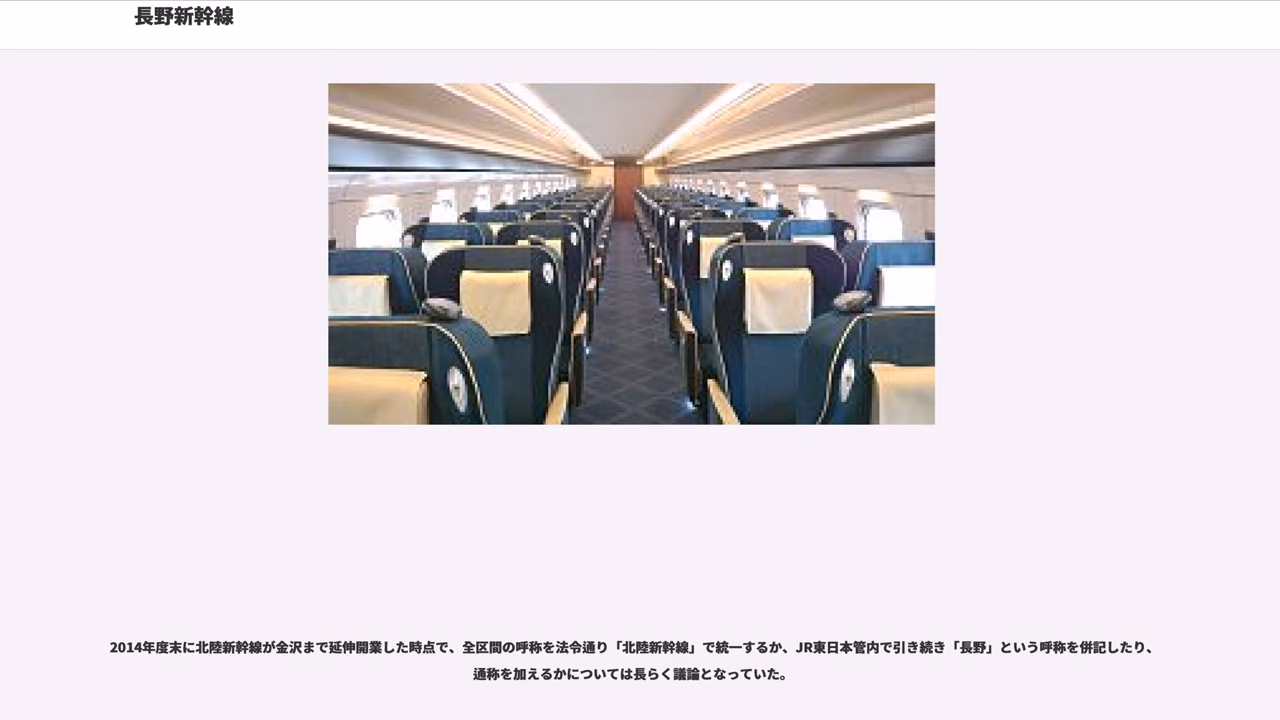 長野新幹線
2014年度末に北陸新幹線が金沢まで延伸開業した時点で、全区間の呼称を法令通り「北陸新幹線」で統一するか、JR東日本管内で引き続き「長野」という呼称を併記したり、
通称を加えるかについては長らく議論となっていた。